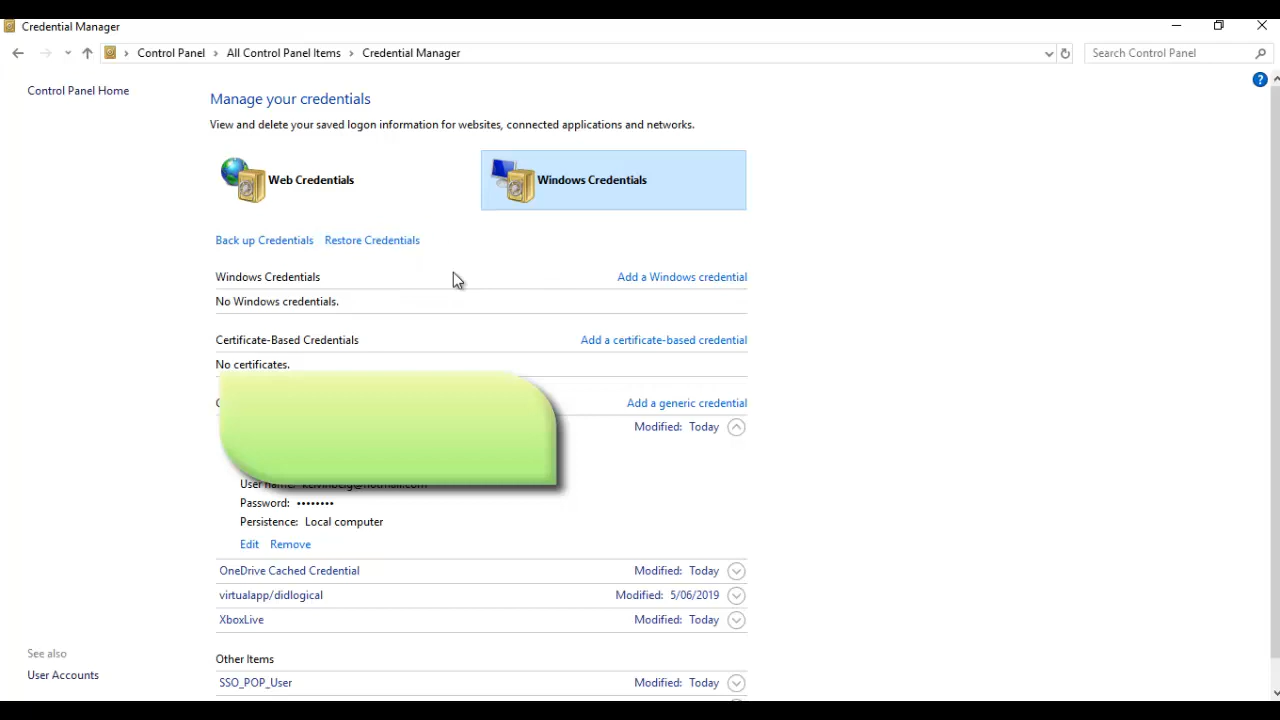 Credential Manager
Control Panel › All Control Panel Items › Credential Manager
Search Control Panel
Control Panel Home
Manage your credentials
View and delete your saved logon information for websites, connected applications and networks.
Web Credentials
Windows Credentials
Back up Credentials Restore Credentials
Windows Credentials Add a Windows credential
No Windows credentials.
Certificate-Based Credentials Add a certificate-based credential
No certificates.
Add a generic credential
Modified: Today
User name:
Password: ••••••••
Persistence: Local computer
Edit Remove
OneDrive Cached Credential Modified: Today
virtualapp/didlogical Modified: 5/06/2019
XboxLive Modified: Today
Other Items
SSO_POP_User Modified: Today
See also
User Accounts